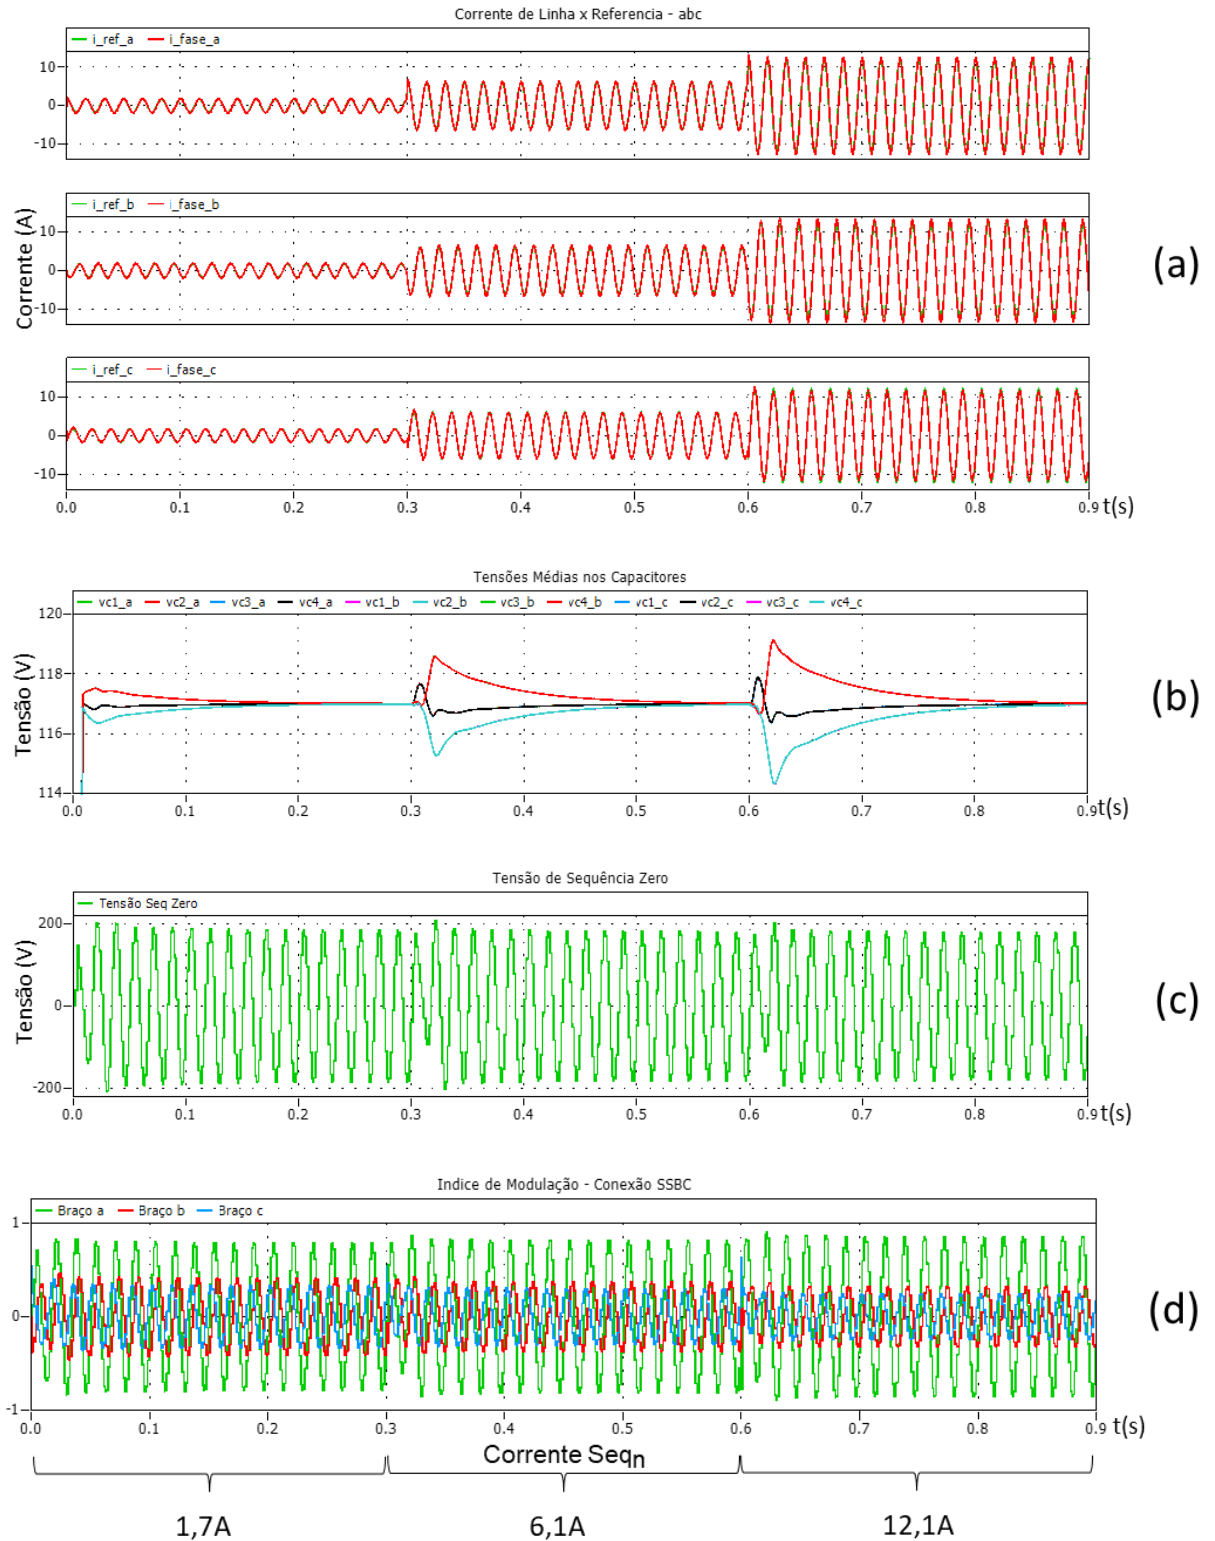 Corrente de Linha x Referencia - abc
i_ref_a i_fase_a
10
0
-10
i_ref_b i_fase_b
10
0
-10
Corrente (A)
(a)
i_ref_c i_fase_c
10
0
-10
0.0 0.1 0.2 0.3 0.4 0.5 0.6 0.7 0.8 0.9 t(s)
Tensões Médias nos Capacitores
vc1_a vc2_a vc3_a vc4_a vc1_b vc2_b vc3_b vc4_b vc1_c vc2_c vc3_c vc4_c
120
118
116
114
Tensão (V)
(b)
0.0 0.1 0.2 0.3 0.4 0.5 0.6 0.7 0.8 0.9 t(s)
Tensão de Sequência Zero
Tensão Seq Zero
200
0
-200
Tensão (V)
(c)
0.0 0.1 0.2 0.3 0.4 0.5 0.6 0.7 0.8 0.9 t(s)
Indice de Modulação - Conexão SSBC
Braço a Braço b Braço c
1
0
-1
(d)
0.0 0.1 0.2 0.3 0.4 0.5 0.6 0.7 0.8 0.9 t(s)
Corrente Seqn
1,7A 6,1A 12,1A